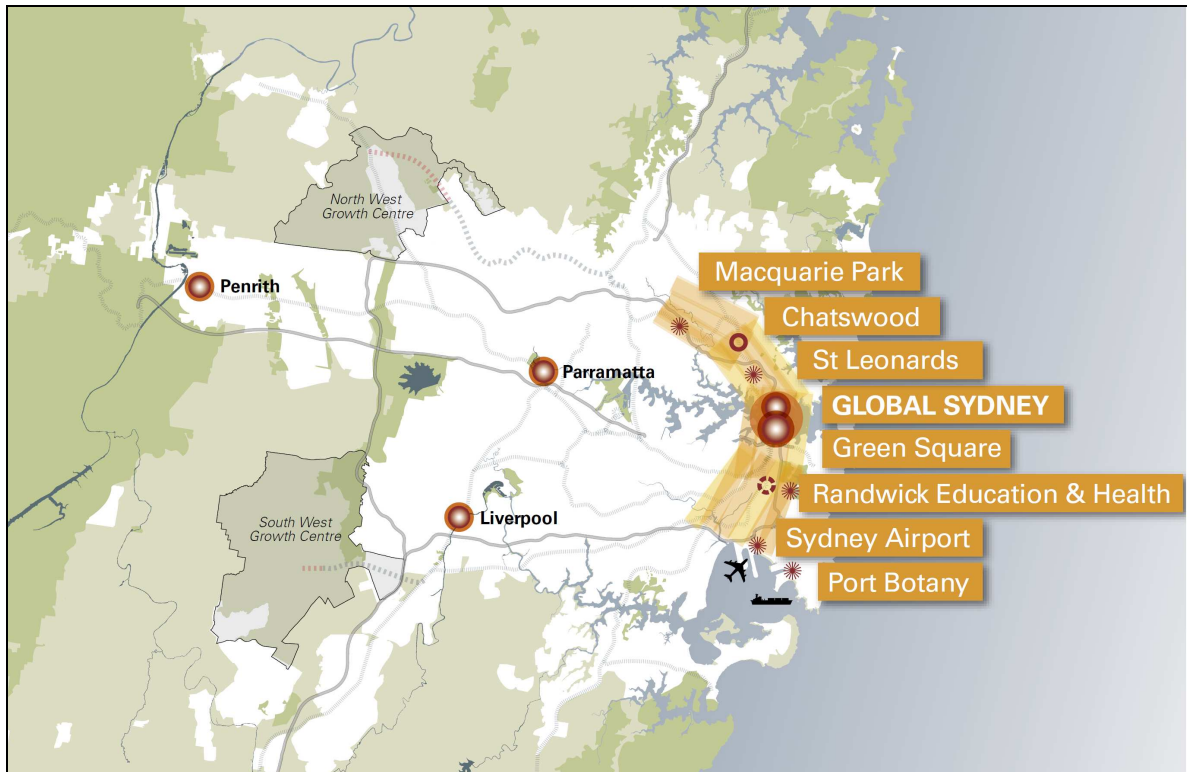 North West
Growth Centre
Macquarie Park
Penrith
Chatswood
St Leonards
Parramatta
GLOBAL SYDNEY
Green Square
Randwick Education & Health
South West
Growth Centre
Liverpool
Sydney Airport
Port Botany